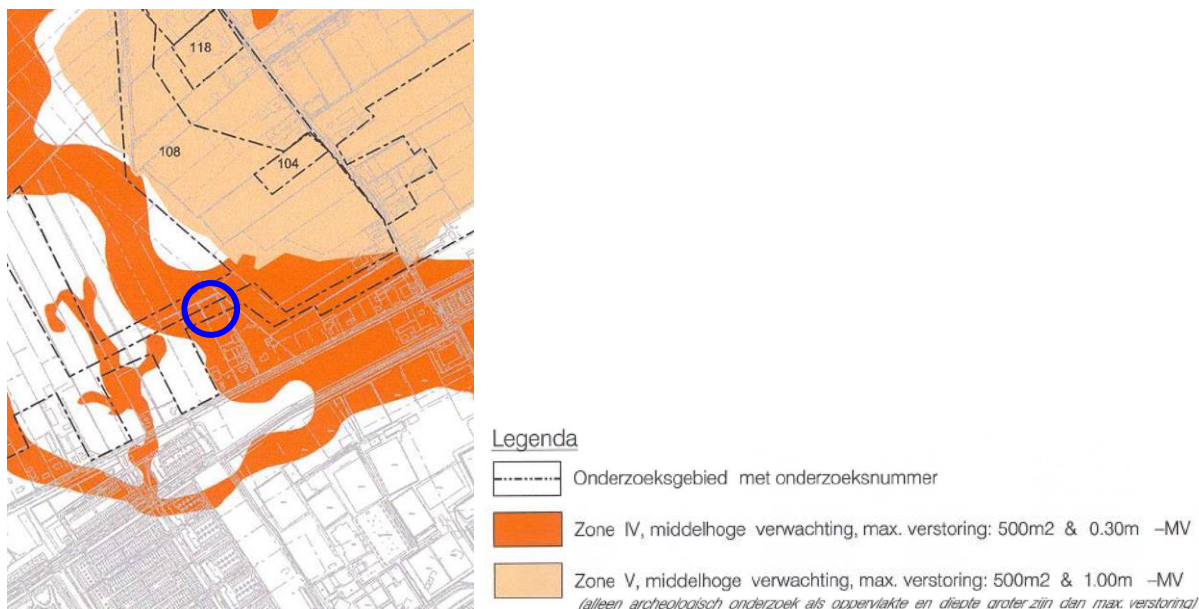 118
108
104
Legenda
Onderzoeksgebied met onderzoeksnummer
Zone IV, middelhoge verwachting, max. verstoring: 500m2 & 0.30m -MV
Zone V, middelhoge verwachting, max. verstoring: 500m2 & 1.00m -MV
(alleen archeologisch onderzoek als oppervlakte en diepte groter zijn dan max. verstoring)